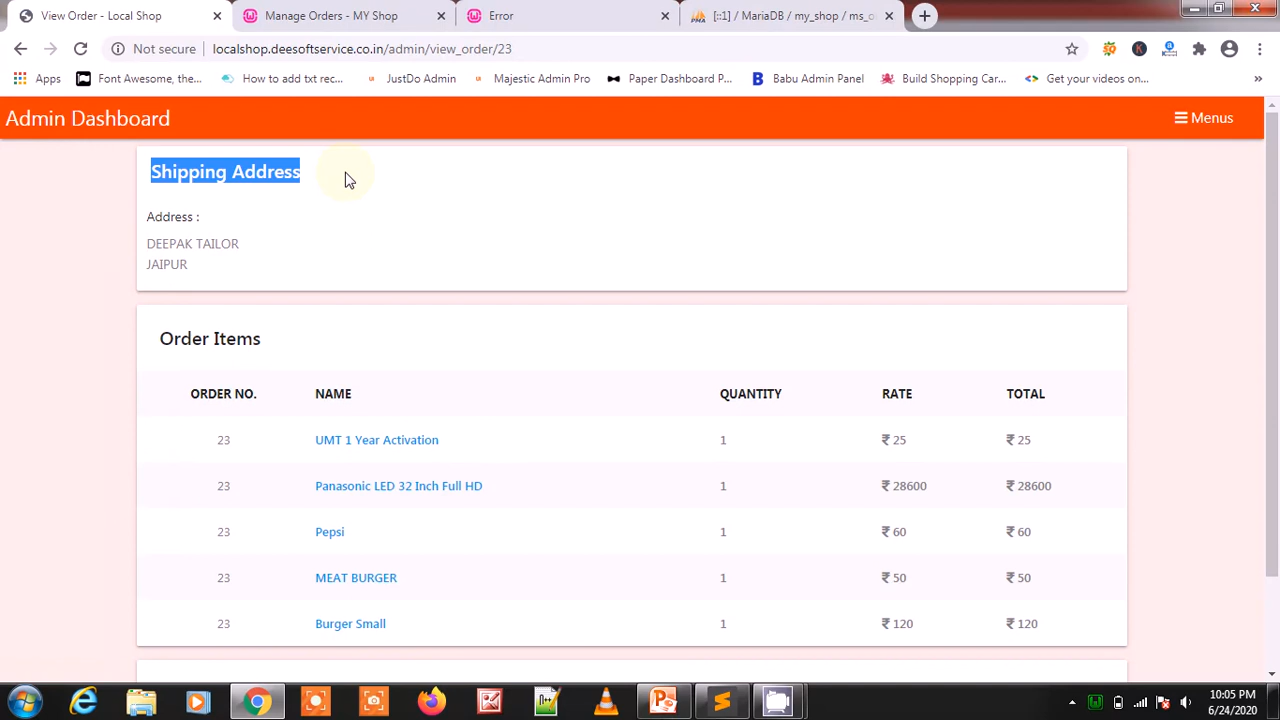 View Order - Local Shop
Manage Orders - MY Shop
Error
[::1] / MariaDB / my_shop / ms_o
Not secure
localshop.deesoftservice.co.in/admin/view_order/23
Apps
Font Awesome, the...
How to add txt rec...
JustDo Admin
Majestic Admin Pro
Paper Dashboard P...
Babu Admin Panel
Build Shopping Car...
Get your videos on...
»
Admin Dashboard
Menus
Shipping Address
Address :
DEEPAK TAILOR
JAIPUR
Order Items
ORDER NO. NAME QUANTITY RATE TOTAL
23 UMT 1 Year Activation 1 ₹ 25 ₹ 25
23 Panasonic LED 32 Inch Full HD 1 ₹ 28600 ₹ 28600
23 Pepsi 1 ₹ 60 ₹ 60
23 MEAT BURGER 1 ₹ 50 ₹ 50
23 Burger Small 1 ₹ 120 ₹ 120
10:05 PM
6/24/2020